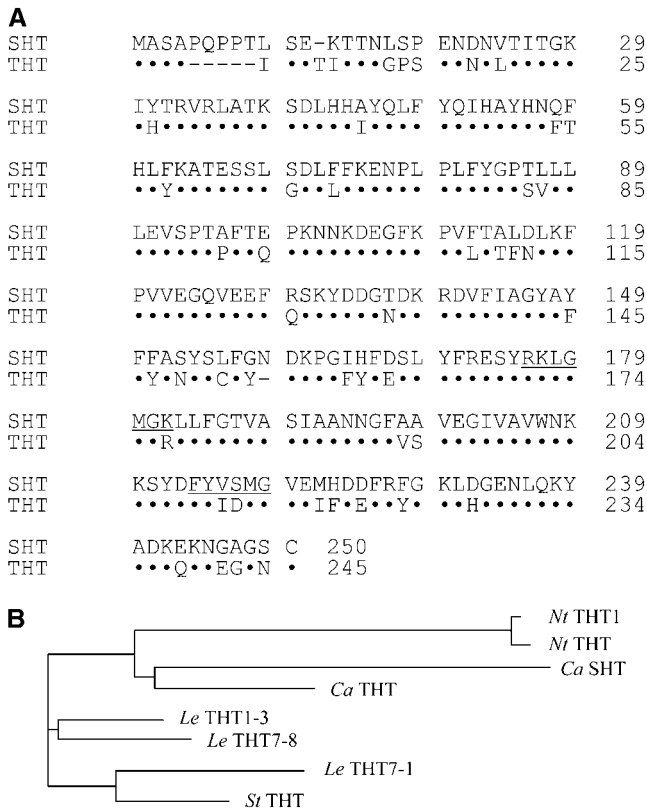 A
SHT MASAPQPPTL SE-KTTNLSP ENDNVTITGK 29
THT ••••-----I ••TI•••GPS ••N•L••••• 25
SHT IYTRVRLATK SDLHHAYQLF YQIHAYHNQF 59
THT •H•••••••• •••••I•••• ••••••••FT 55
SHT HLFKATESSL SDLFFKENPL PLFYGPTLLL 89
THT ••Y••••••• G••L•••••• ••••••SV•• 85
SHT LEVSPTAFTE PKNNKDEGFK PVFTALDLKF 119
THT ••••••P••Q •••••••••• ••L•TFN••• 115
SHT PVVEGQVEEF RSKYDDGTDK RDVFIAGYAY 149
THT •••••••••• Q••••••N•• •••••••••F 145
SHT FFASYSLFGN DKPGIHFDSL YFRESYRKLG 179
THT •Y•N••C•Y- ••••FY•E•• •••••••••• 174
SHT MGKLLFGTVA SIAANNGFAA VEGIVAVWNK 209
THT ••R••••••• ••••••••VS •••••••••• 204
SHT KSYDFYVSMG VEMHDDFRFG KLDGENLQKY 239
THT ••••••ID•• ••IF•E••Y• ••H••••••• 234
SHT ADKEKNGAGS C 250
THT •••Q••EG•N • 245
B
Nt THT1
Nt THT
Ca SHT
Ca THT
Le THT1-3
Le THT7-8
Le THT7-1
St THT